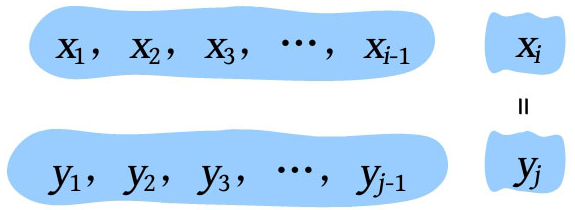 x₁, x₂, x₃, ⋯, xᵢ₋₁ xᵢ
=
y₁, y₂, y₃, ⋯, yⱼ₋₁ yⱼ